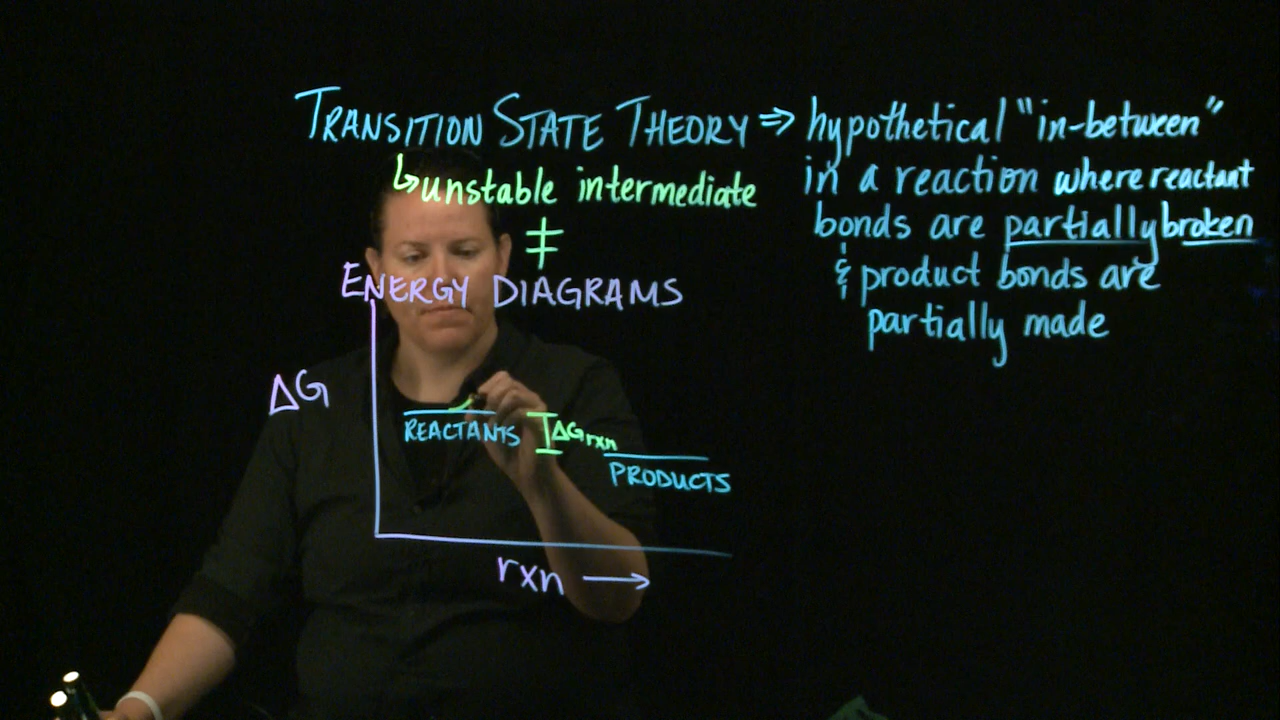 TRANSITION STATE THEORY ⇒ hypothetical "in-between"
in a reaction where reactant
bonds are partially broken
& product bonds are
partially made
↳ unstable intermediate
‡
ENERGY DIAGRAMS
ΔG
REACTANTS
ΔGrxn
PRODUCTS
rxn →